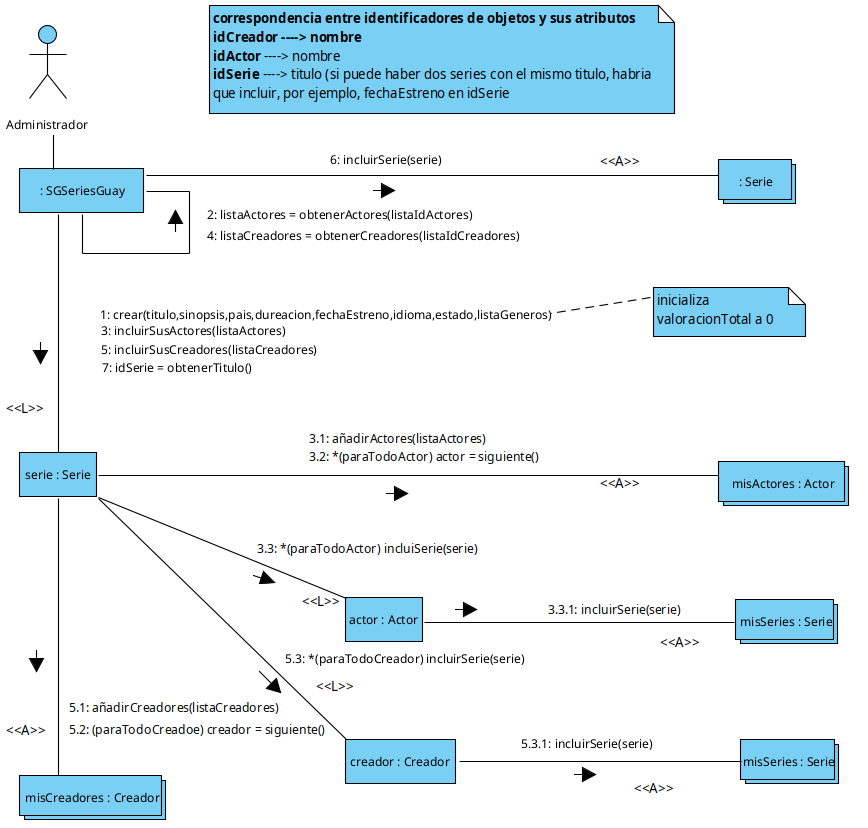 correspondencia entre identificadores de objetos y sus atributos
idCreador ----> nombre
idActor ----> nombre
idSerie ----> titulo (si puede haber dos series con el mismo titulo, habria
que incluir, por ejemplo, fechaEstreno en idSerie
Administrador
6: incluirSerie(serie)
<<A>>
: Serie
: SGSeriesGuay
2: listaActores = obtenerActores(listaIdActores)
4: listaCreadores = obtenerCreadores(listaIdCreadores)
inicializa
valoracionTotal a 0
1: crear(titulo,sinopsis,pais,dureacion,fechaEstreno,idioma,estado,listaGeneros)
3: incluirSusActores(listaActores)
5: incluirSusCreadores(listaCreadores)
7: idSerie = obtenerTitulo()
<<L>>
3.1: añadirActores(listaActores)
3.2: *(paraTodoActor) actor = siguiente()
serie : Serie
<<A>>
misActores : Actor
3.3: *(paraTodoActor) incluiSerie(serie)
<<L>>
actor : Actor
3.3.1: incluirSerie(serie)
<<A>>
misSeries : Serie
5.3: *(paraTodoCreador) incluirSerie(serie)
<<L>>
5.1: añadirCreadores(listaCreadores)
5.2: (paraTodoCreadoe) creador = siguiente()
<<A>>
creador : Creador
5.3.1: incluirSerie(serie)
<<A>>
misSeries : Serie
misCreadores : Creador